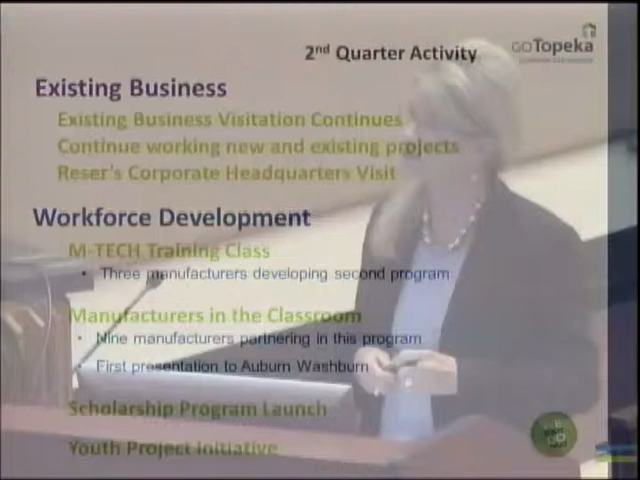 2nd Quarter Activity
GO Topeka
Existing Business
Existing Business Visitation Continues
Continue working new and existing projects
Reser's Corporate Headquarters Visit
Workforce Development
M-TECH Training Class
• Three manufacturers developing second program
Manufacturers in the Classroom
• Nine manufacturers partnering in this program
• First presentation to Auburn Washburn
Scholarship Program Launch
Youth Project Initiative